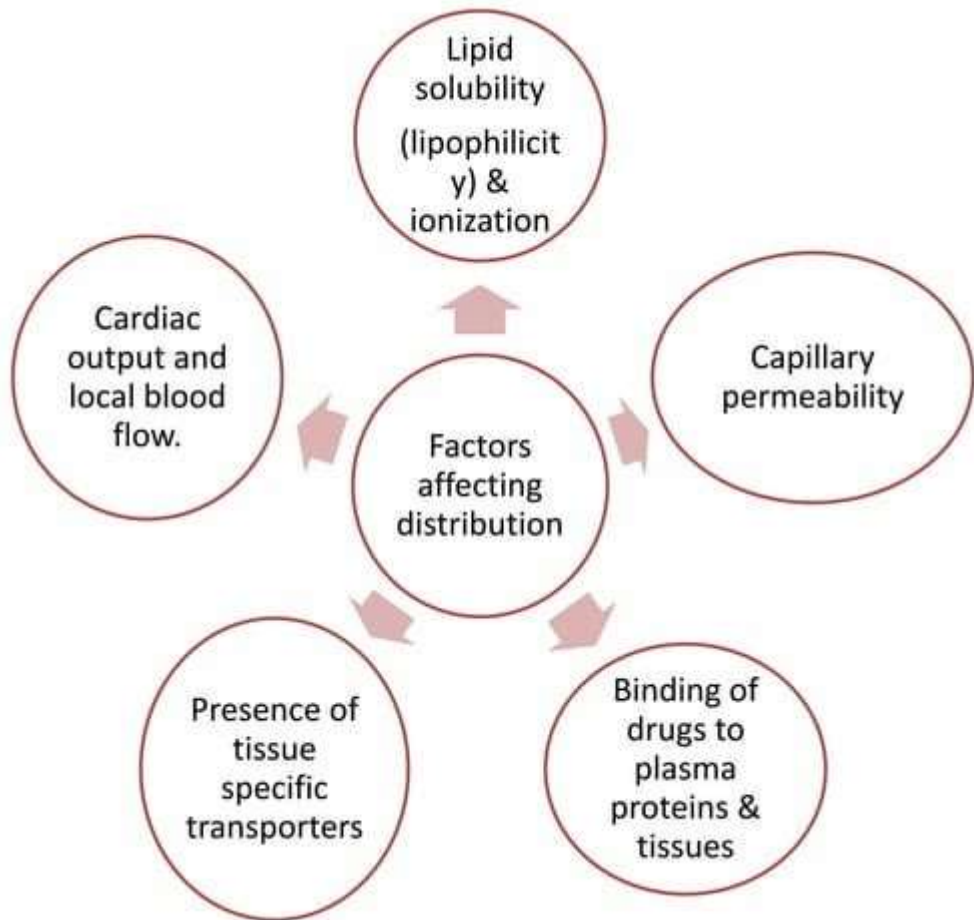 Lipid
solubility
(lipophilicit
y) &
ionization
Cardiac
output and
local blood
flow.
Capillary
permeability
Factors
affecting
distribution
Presence of
tissue
specific
transporters
Binding of
drugs to
plasma
proteins &
tissues